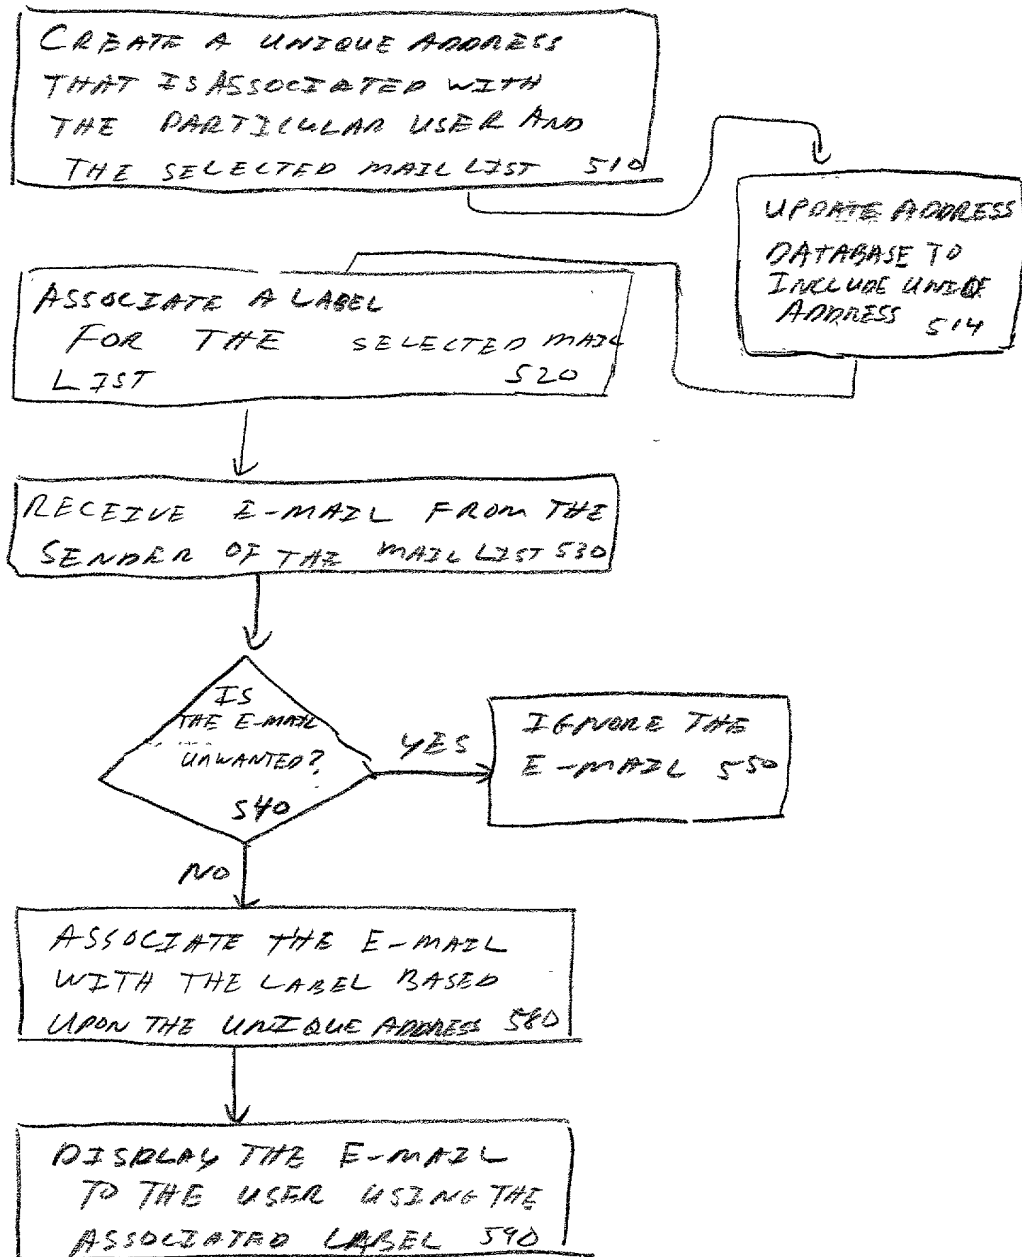 CREATE A UNIQUE ADDRESS
THAT IS ASSOCIATED WITH
THE PARTICULAR USER AND
THE SELECTED MAIL LIST 510
UPDATE ADDRESS
DATABASE TO
INCLUDE UNIQE
ADDRESS 514
ASSOCIATE A LABEL
FOR THE SELECTED MAIL
LIST 520
RECEIVE E-MAIL FROM THE
SENDER OF THE MAIL LIST 530
IS
THE E-MAIL
UNWANTED?
540
YES
IGNORE THE
E-MAIL 550
NO
ASSOCIATE THE E-MAIL
WITH THE LABEL BASED
UPON THE UNIQUE ADDRESS 580
DISPLAY THE E-MAIL
TO THE USER USING THE
ASSOCIATED LABEL 590